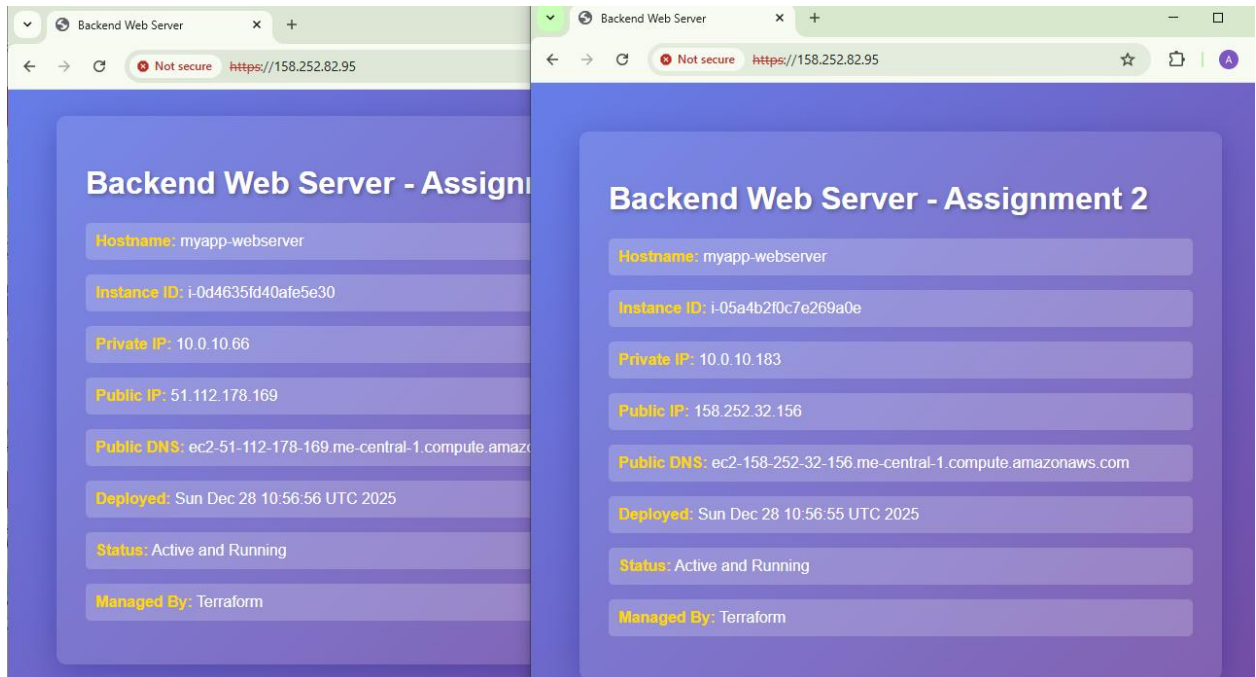 Backend Web Server
Not secure https://158.252.82.95
Backend Web Server - Assign
Hostname: myapp-webserver
Instance ID: i-0d4635fd40afe5e30
Private IP: 10.0.10.66
Public IP: 51.112.178.169
Public DNS: ec2-51-112-178-169.me-central-1.compute.amazo
Deployed: Sun Dec 28 10:56:56 UTC 2025
Status: Active and Running
Managed By: Terraform
Backend Web Server
Not secure https://158.252.82.95
A
Backend Web Server - Assignment 2
Hostname: myapp-webserver
Instance ID: i-05a4b2f0c7e269a0e
Private IP: 10.0.10.183
Public IP: 158.252.32.156
Public DNS: ec2-158-252-32-156.me-central-1.compute.amazonaws.com
Deployed: Sun Dec 28 10:56:55 UTC 2025
Status: Active and Running
Managed By: Terraform